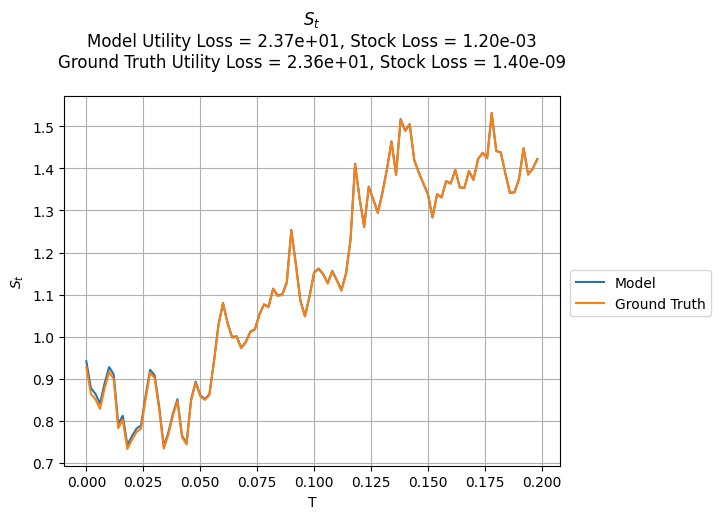 S_t
Model Utility Loss = 2.37e+01, Stock Loss = 1.20e-03
Ground Truth Utility Loss = 2.36e+01, Stock Loss = 1.40e-09
1.5
1.4
1.3
1.2
1.1
1.0
0.9
0.8
0.7
S_t
0.000 0.025 0.050 0.075 0.100 0.125 0.150 0.175 0.200
T
Model
Ground Truth